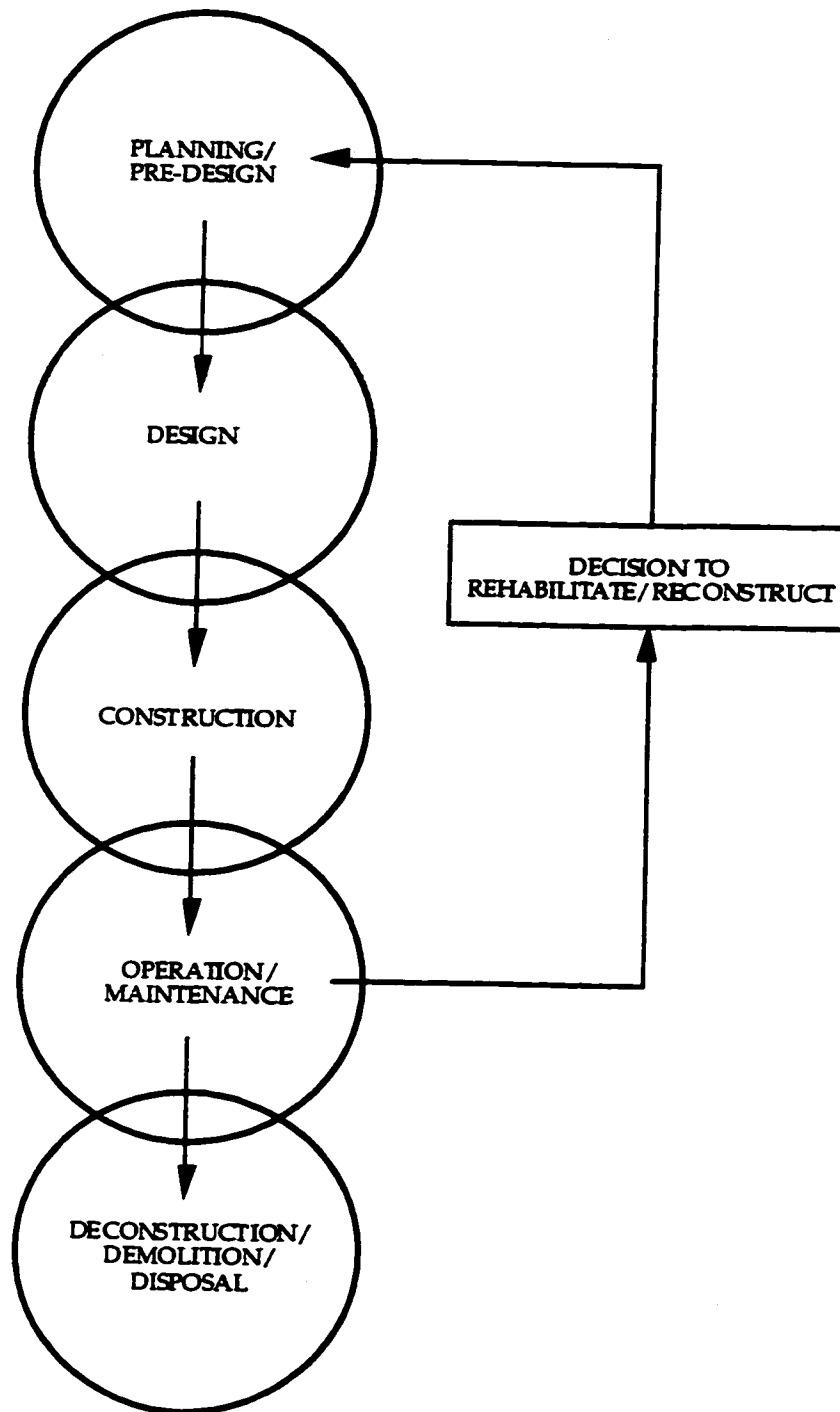 PLANNING/
PRE-DESIGN
DESIGN
DECISION TO
REHABILITATE/RECONSTRUCT
CONSTRUCTION
OPERATION/
MAINTENANCE
DECONSTRUCTION/
DEMOLITION/
DISPOSAL